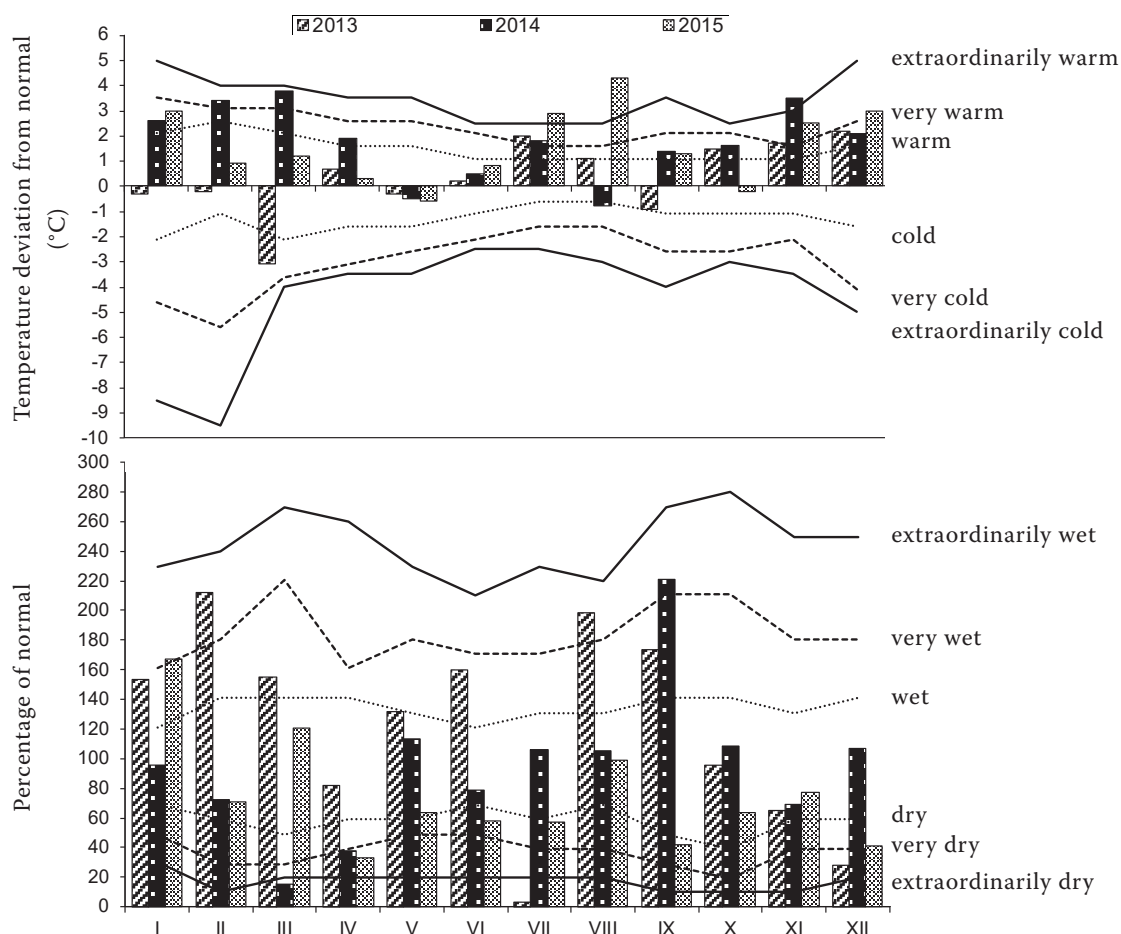 2013 2014 2015
Temperature deviation from normal
(°C)
6
5
4
3
2
1
0
-1
-2
-3
-4
-5
-6
-7
-8
-9
-10
extraordinarily warm
very warm
warm
cold
very cold
extraordinarily cold
Percentage of normal
300
280
260
240
220
200
180
160
140
120
100
80
60
40
20
0
extraordinarily wet
very wet
wet
dry
very dry
extraordinarily dry
I II III IV V VI VII VIII IX X XI XII